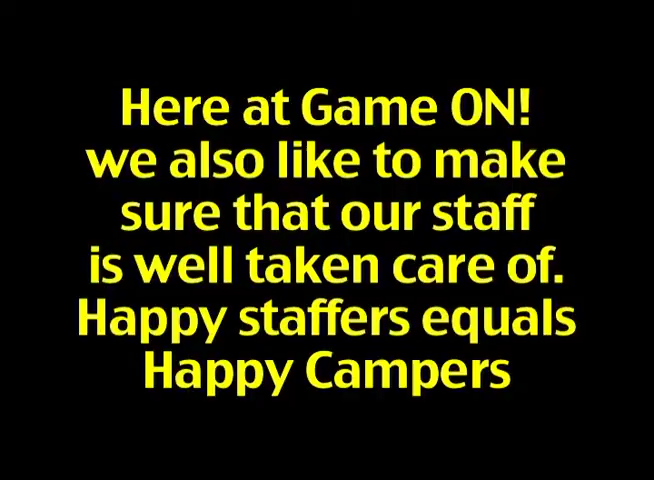 Here at Game ON!
we also like to make
sure that our staff
is well taken care of.
Happy staffers equals
Happy Campers